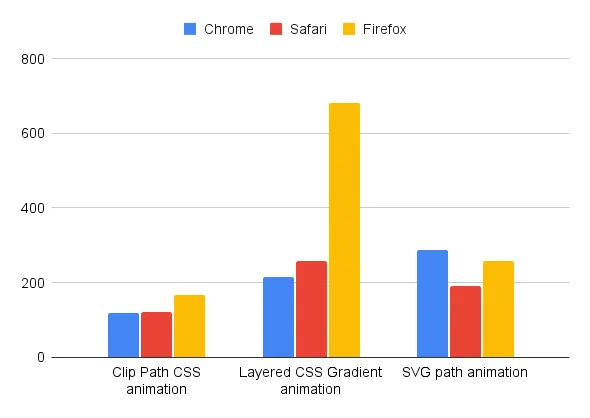 Chrome Safari Firefox
800
600
400
200
0
Clip Path CSS
animation
Layered CSS Gradient
animation
SVG path animation